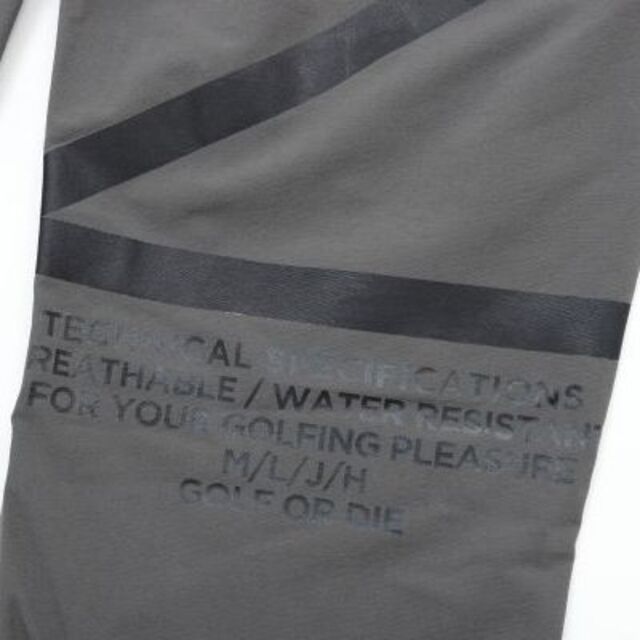 TECHNICAL SPECIFICATIONS
REATHABLE / WATER RESISTANT
FOR YOUR GOLFING PLEASURE
M/L/J/H
GOLF OR DIE